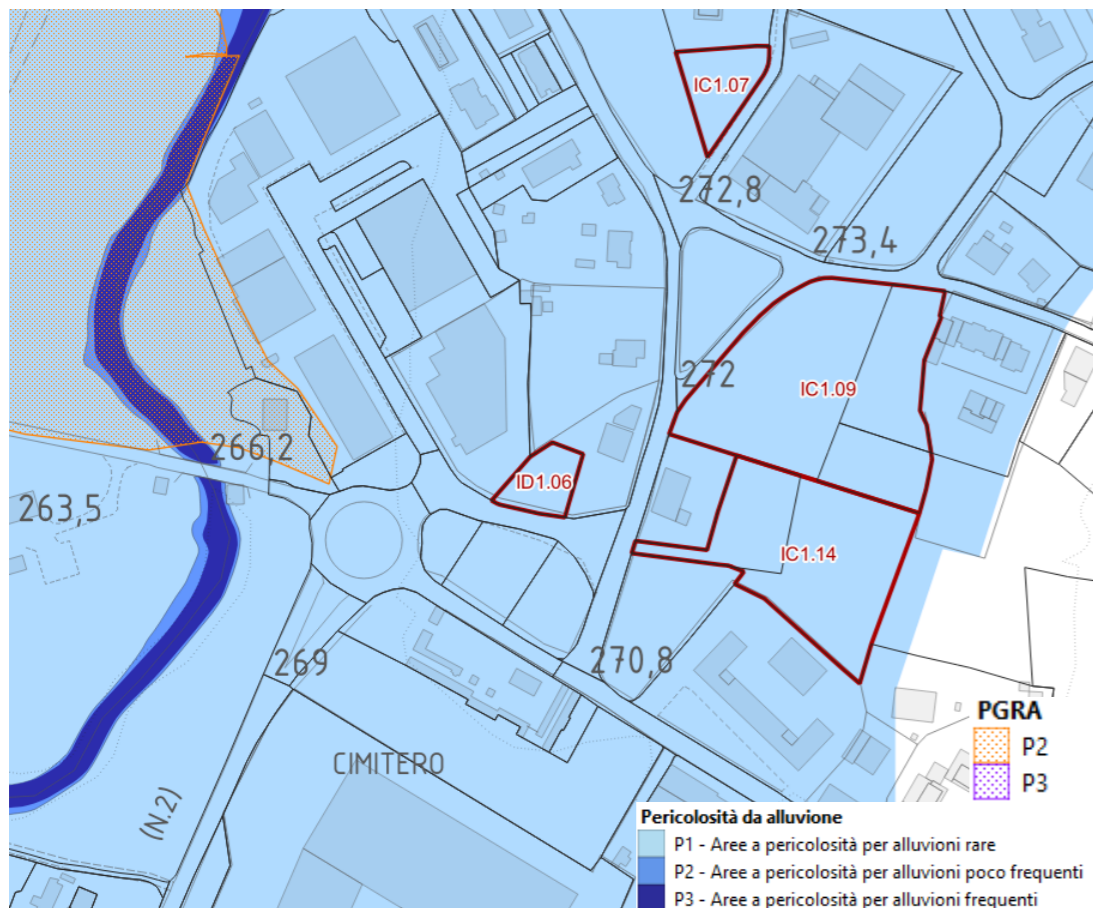 IC1.07
272,8
273,4
272
IC1.09
266,2
ID1.06
263,5
IC1.14
269
270,8
CIMITERO
(N.2)
PGRA
P2
P3
Pericolosità da alluvione
P1 - Aree a pericolosità per alluvioni rare
P2 - Aree a pericolosità per alluvioni poco frequenti
P3 - Aree a pericolosità per alluvioni frequenti